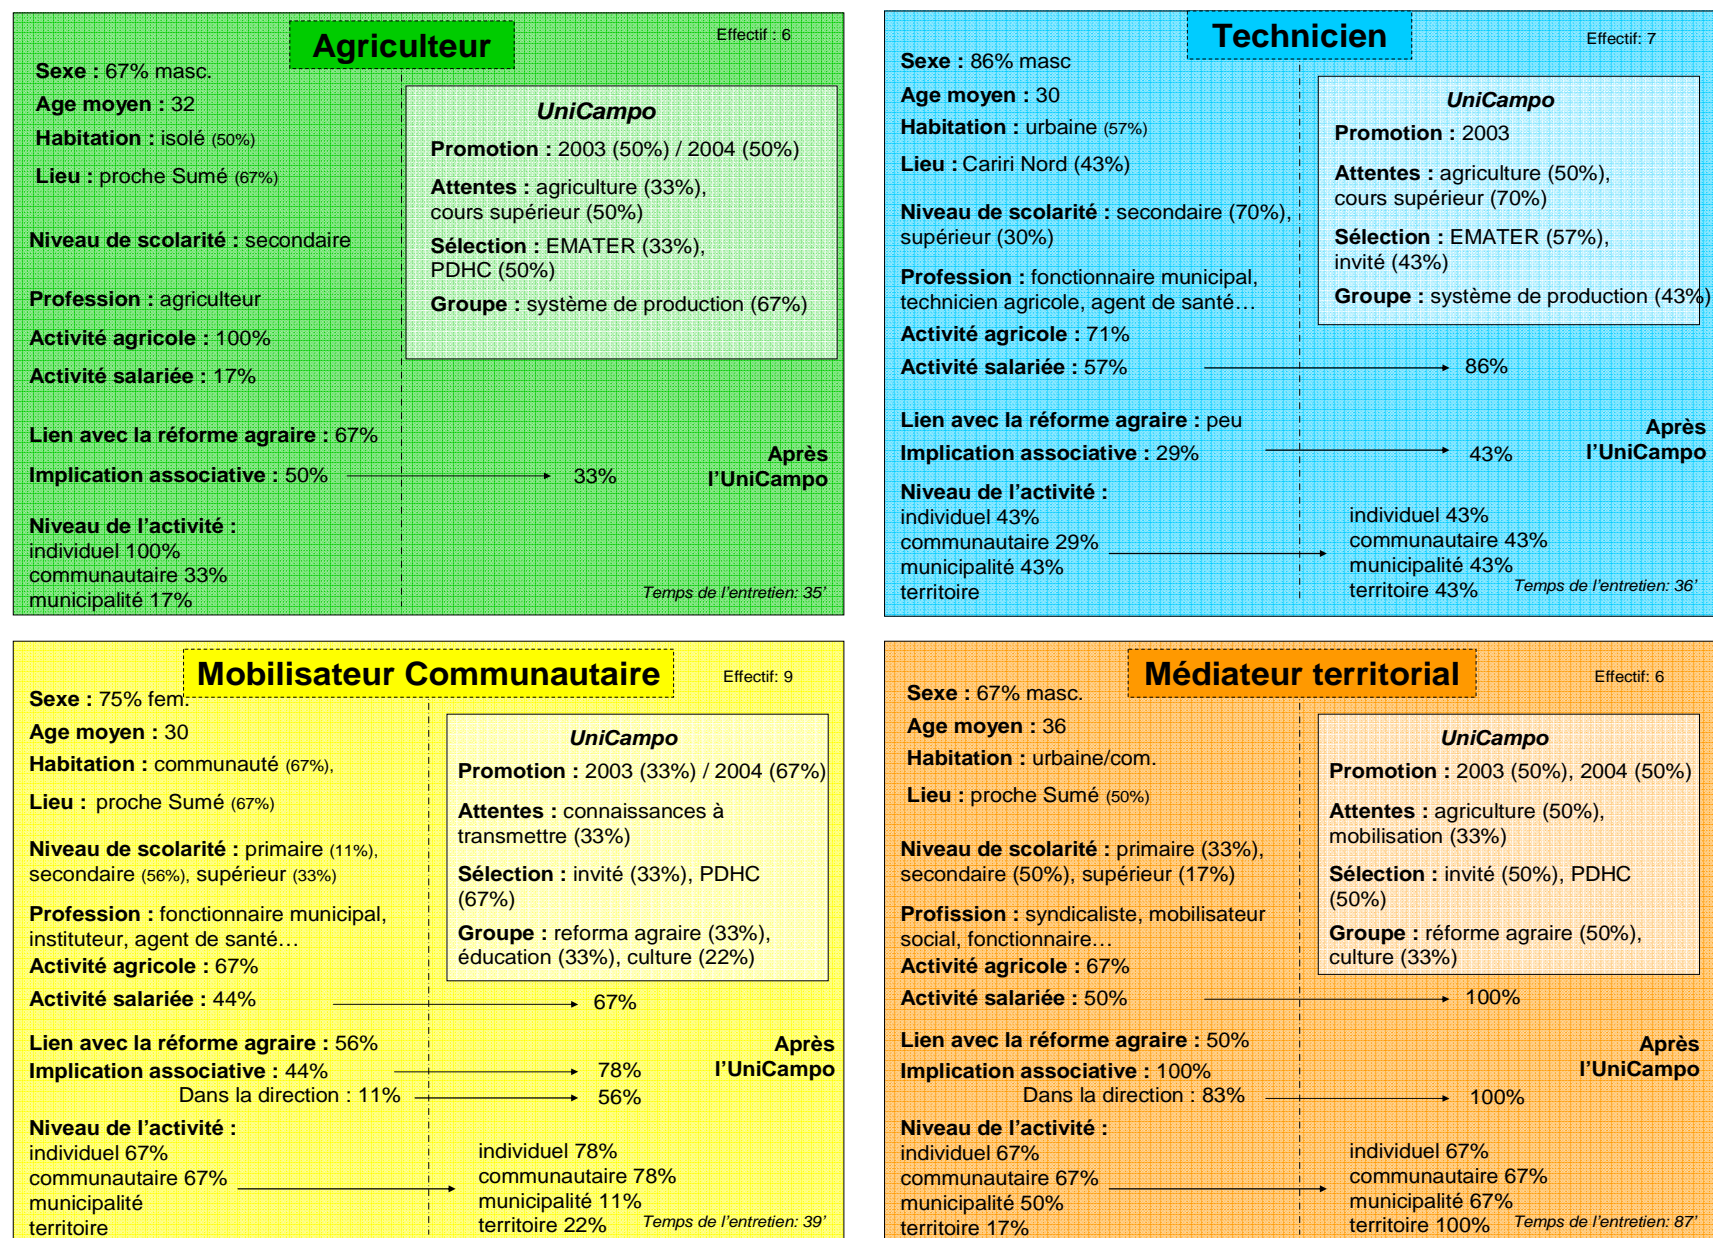 Agriculteur
Effectif : 6
Sexe : 67% masc.
Age moyen : 32
Habitation : isolé (50%)
Lieu : proche Sumé (67%)
Niveau de scolarité : secondaire
Profession : agriculteur
Activité agricole : 100%
Activité salariée : 17%
Lien avec la réforme agraire : 67%
Implication associative : 50%
33%
Après
l’UniCampo
Niveau de l’activité :
individuel 100%
communautaire 33%
municipalité 17%
UniCampo
Promotion : 2003 (50%) / 2004 (50%)
Attentes : agriculture (33%),
cours supérieur (50%)
Sélection : EMATER (33%),
PDHC (50%)
Groupe : système de production (67%)
Temps de l’entretien: 35’
Technicien
Effectif: 7
Sexe : 86% masc
Age moyen : 30
Habitation : urbaine (57%)
Lieu : Cariri Nord (43%)
Niveau de scolarité : secondaire (70%),
supérieur (30%)
Profession : fonctionnaire municipal,
technicien agricole, agent de santé…
Activité agricole : 71%
Activité salariée : 57%
86%
Lien avec la réforme agraire : peu
Implication associative : 29%
43%
Après
l’UniCampo
Niveau de l’activité :
individuel 43%
communautaire 29%
municipalité 43%
territoire
individuel 43%
communautaire 43%
municipalité 43%
territoire 43%
UniCampo
Promotion : 2003
Attentes : agriculture (50%),
cours supérieur (70%)
Sélection : EMATER (57%),
invité (43%)
Groupe : système de production (43%)
Temps de l’entretien: 36’
Mobilisateur Communautaire
Effectif: 9
Sexe : 75% fem.
Age moyen : 30
Habitation : communauté (67%),
Lieu : proche Sumé (67%)
Niveau de scolarité : primaire (11%),
secondaire (56%), supérieur (33%)
Profession : fonctionnaire municipal,
instituteur, agent de santé…
Activité agricole : 67%
Activité salariée : 44%
67%
Lien avec la réforme agraire : 56%
Implication associative : 44%
78%
Dans la direction : 11%
56%
Après
l’UniCampo
Niveau de l’activité :
individuel 67%
communautaire 67%
municipalité
territoire
individuel 78%
communautaire 78%
municipalité 11%
territoire 22%
UniCampo
Promotion : 2003 (33%) / 2004 (67%)
Attentes : connaissances à
transmettre (33%)
Sélection : invité (33%), PDHC
(67%)
Groupe : reforma agraire (33%),
éducation (33%), culture (22%)
Temps de l’entretien: 39’
Médiateur territorial
Effectif: 6
Sexe : 67% masc.
Age moyen : 36
Habitation : urbaine/com.
Lieu : proche Sumé (50%)
Niveau de scolarité : primaire (33%),
secondaire (50%), supérieur (17%)
Profission : syndicaliste, mobilisateur
social, fonctionnaire…
Activité agricole : 67%
Activité salariée : 50%
100%
Lien avec la réforme agraire : 50%
Implication associative : 100%
Dans la direction : 83%
100%
Après
l’UniCampo
Niveau de l’activité :
individuel 67%
communautaire 67%
municipalité 50%
territoire 17%
individuel 67%
communautaire 67%
municipalité 67%
territoire 100%
UniCampo
Promotion : 2003 (50%), 2004 (50%)
Attentes : agriculture (50%),
mobilisation (33%)
Sélection : invité (50%), PDHC
(50%)
Groupe : réforme agraire (50%),
culture (33%)
Temps de l’entretien: 87’